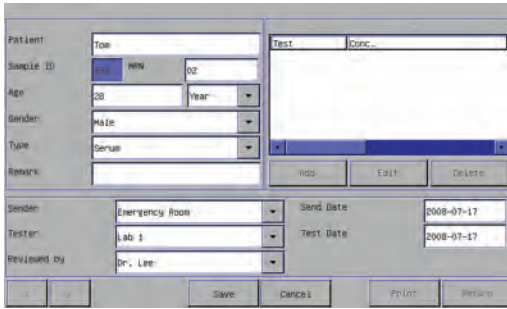 Patient Tom
Sample ID MRN 02
Age 28 Year
Gender Male
Type Serum
Remark
Test Conc.
Add Edit Delete
Sender Emergency Room Send Date 2008-07-17
Tester Lab 1 Test Date 2008-07-17
Reviewed by Dr. Lee
Save Cancel Print Return